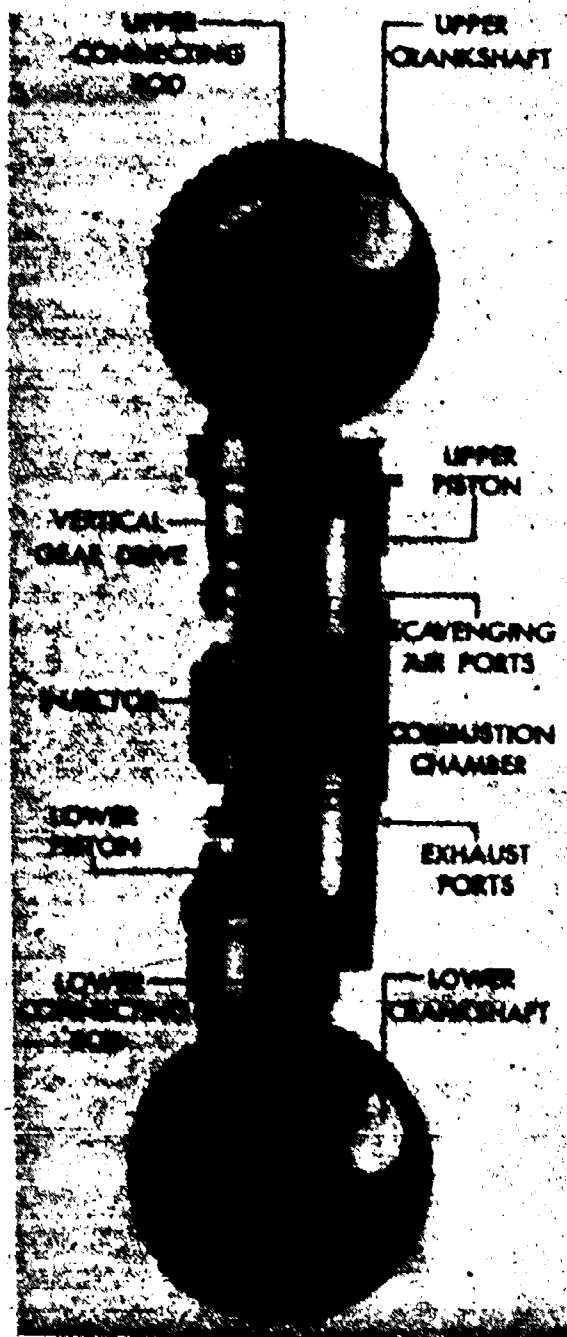 UPPER
CONNECTING
ROD
UPPER
CRANKSHAFT
UPPER
PISTON
VERTICAL
GEAR DRIVE
SCAVENGING
AIR PORTS
INJECTOR
COMBUSTION
CHAMBER
LOWER
PISTON
EXHAUST
PORTS
LOWER
CONNECTING
ROD
LOWER
CRANKSHAFT